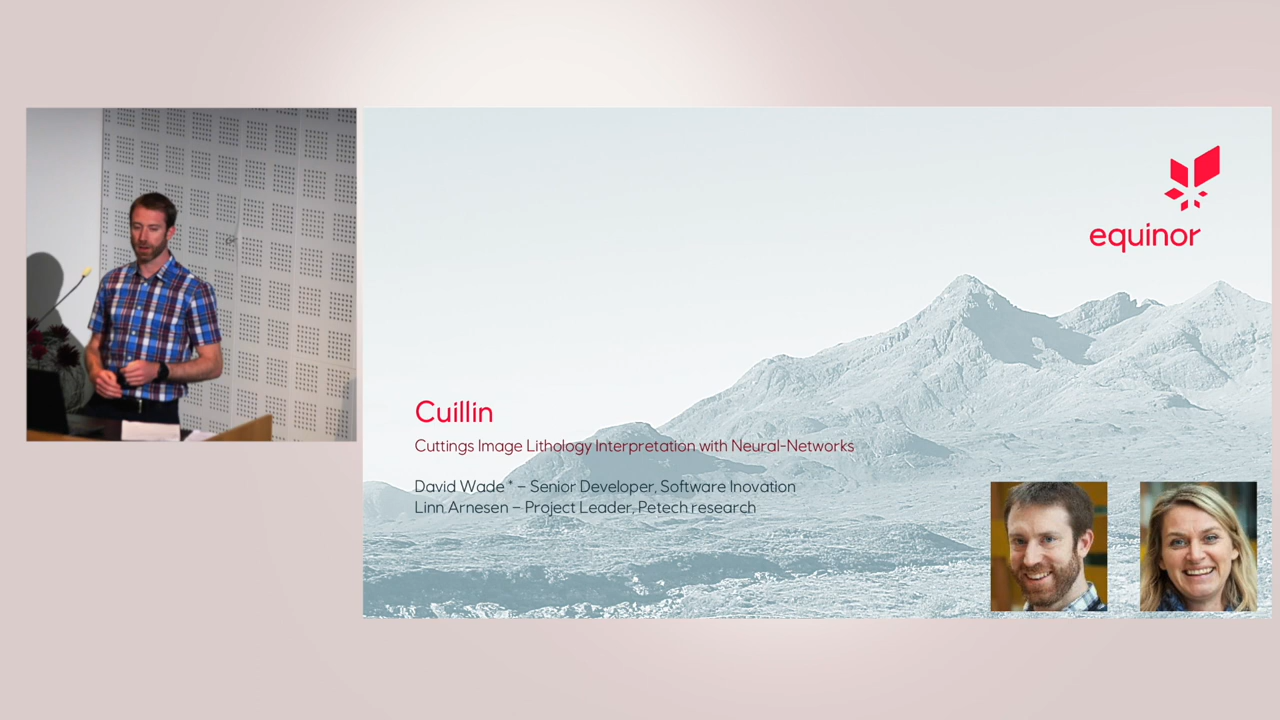 equinor
Cuillin
Cuttings Image Lithology Interpretation with Neural-Networks
David Wade * – Senior Developer, Software Inovation
Linn Arnesen – Project Leader, Petech research